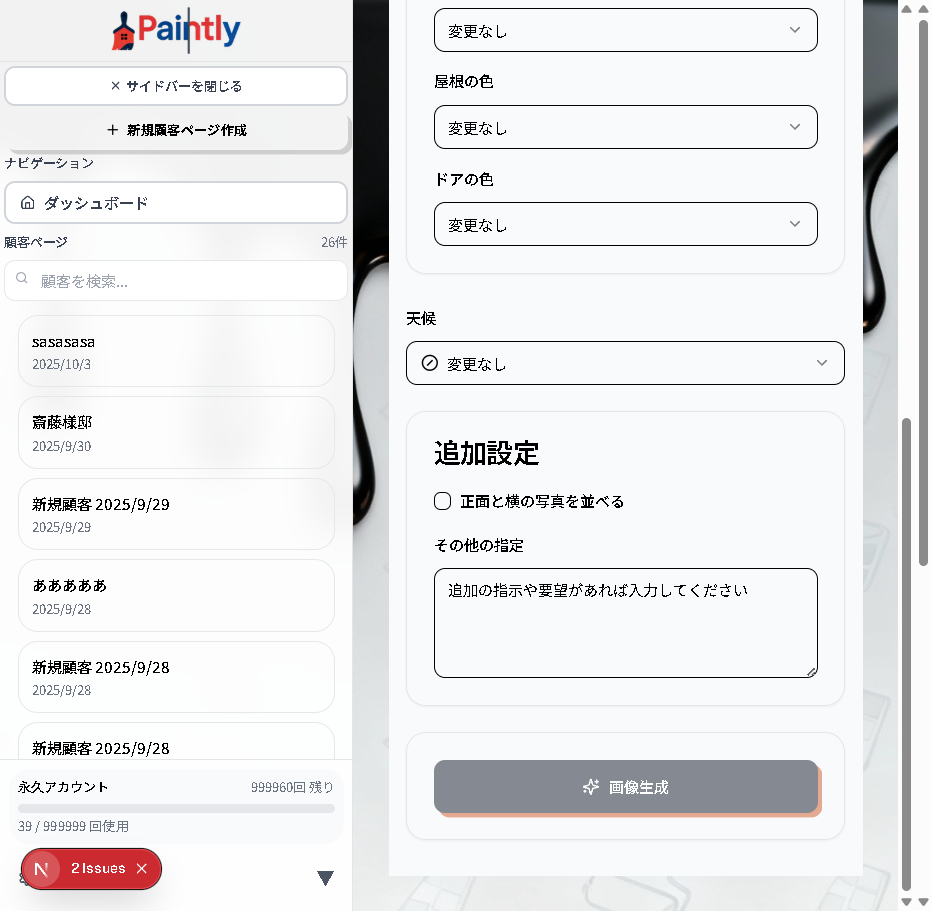 Paintly
サイドバーを閉じる
新規顧客ページ作成
ナビゲーション
ダッシュボード
顧客ページ 26件
顧客を検索...
sasasasa
2025/10/3
斎藤様邸
2025/9/30
新規顧客 2025/9/29
2025/9/29
あああああ
2025/9/28
新規顧客 2025/9/28
2025/9/28
新規顧客 2025/9/28
永久アカウント 999960回 残り
39 / 999999 回使用
N 2 Issues
変更なし
屋根の色
変更なし
ドアの色
変更なし
天候
変更なし
追加設定
正面と横の写真を並べる
その他の指定
追加の指示や要望があれば入力してください
画像生成